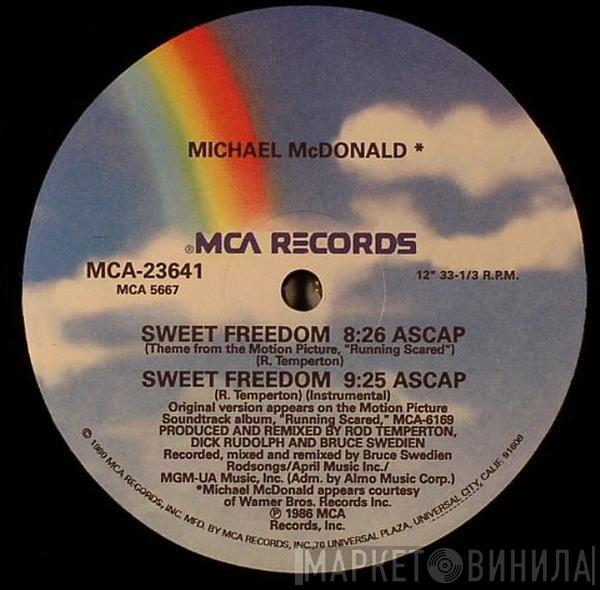 MICHAEL McDONALD *
®MCA RECORDS
MCA-23641
MCA 5667
12" 33-1/3 R.P.M.
SWEET FREEDOM 8:26 ASCAP
(Theme from the Motion Picture, "Running Scared")
(R. Temperton)
SWEET FREEDOM 9:25 ASCAP
(R. Temperton) (Instrumental)
Original version appears on the Motion Picture
Soundtrack album, "Running Scared," MCA-6169
PRODUCED AND REMIXED BY ROD TEMPERTON,
DICK RUDOLPH AND BRUCE SWEDIEN
Recorded, mixed and remixed by Bruce Swedien
Rodsongs/April Music Inc./
MGM-UA Music, Inc. (Adm. by Almo Music Corp.)
*Michael McDonald appears courtesy
of Warner Bros. Records Inc.
℗ 1986 MCA
Records, Inc.
© 1980 MCA RECORDS, INC. MFD. BY MCA RECORDS, INC., 70 UNIVERSAL PLAZA, UNIVERSAL CITY, CALIF. 91608
МАРКЕТ ВИНИЛА